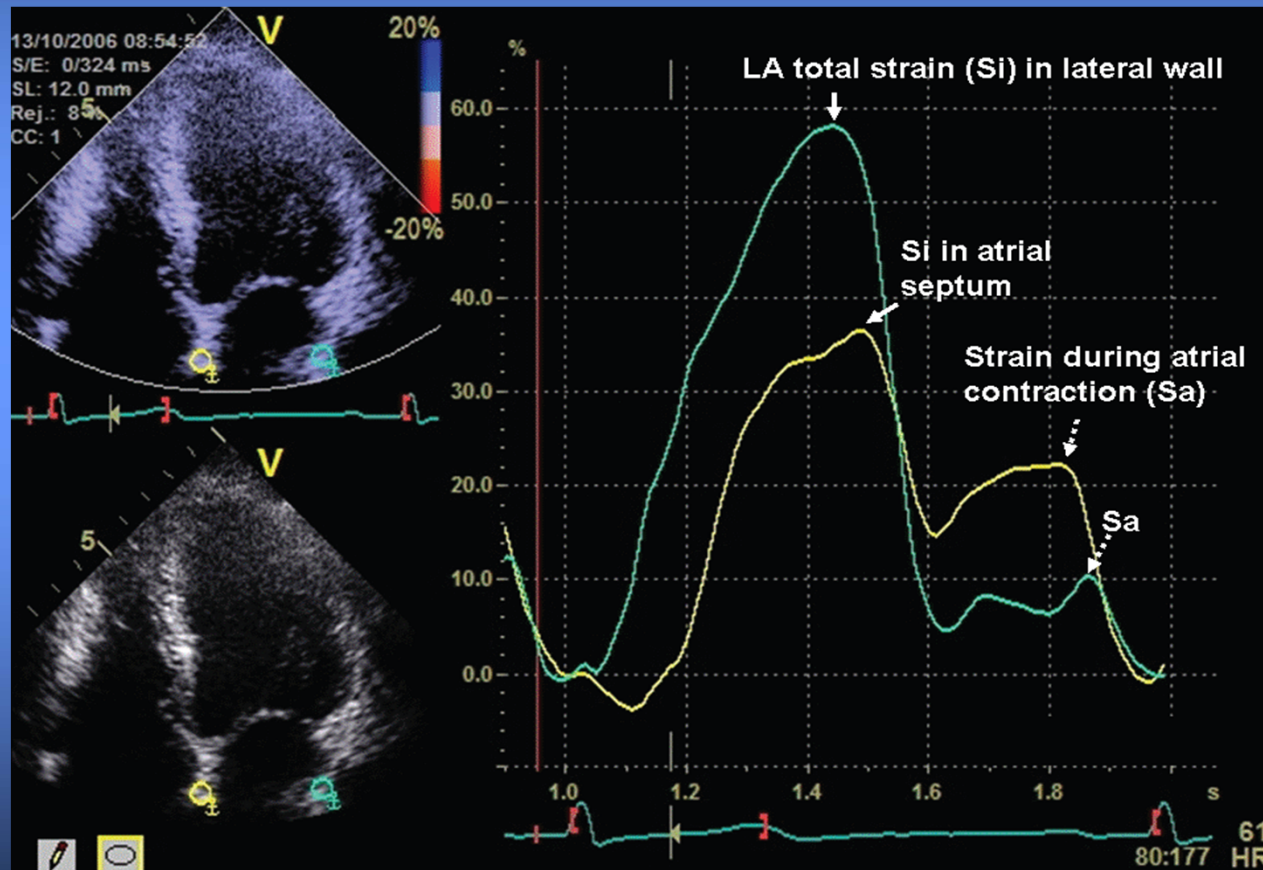 13/10/2006 08:54:52
S/E: 0/324 ms
SL: 12.0 mm
Rej.: 8 %
CC: 1
V
20%
-20%
5
V
5
%
60.0
50.0
40.0
30.0
20.0
10.0
0.0
LA total strain (Si) in lateral wall
Si in atrial
septum
Strain during atrial
contraction (Sa)
Sa
1.0 1.2 1.4 1.6 1.8 s
61
80:177 HR